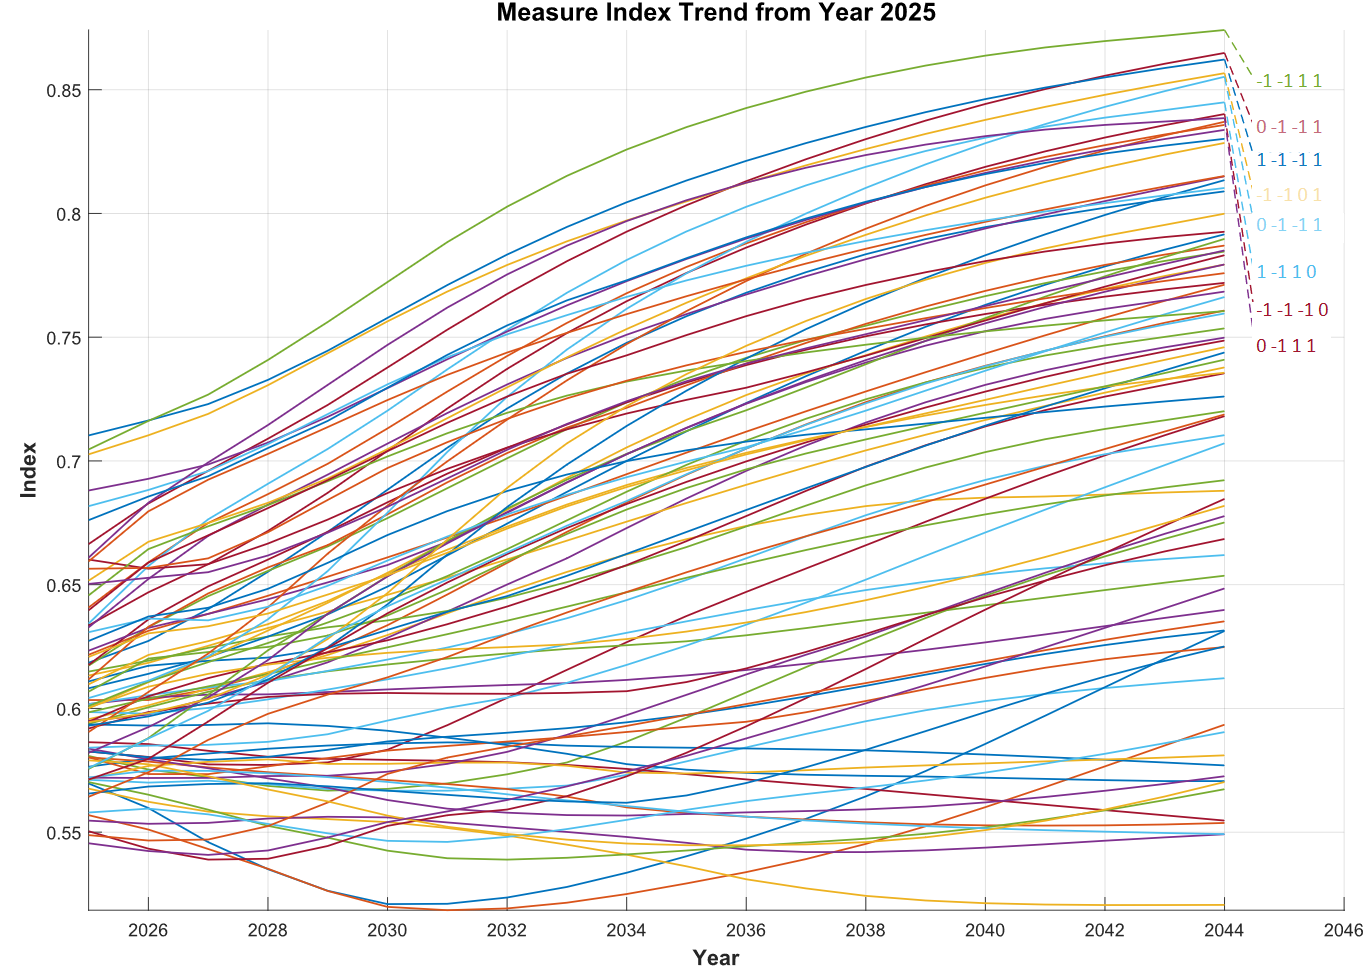 Measure Index Trend from Year 2025
0.85
0.8
0.75
0.7
0.65
0.6
0.55
Index
-1 -1 1 1
0 -1 -1 1
1 -1 -1 1
-1 -1 0 1
0 -1 -1 1
1 -1 1 0
-1 -1 -1 0
0 -1 1 1
2026 2028 2030 2032 2034 2036 2038 2040 2042 2044 2046
Year